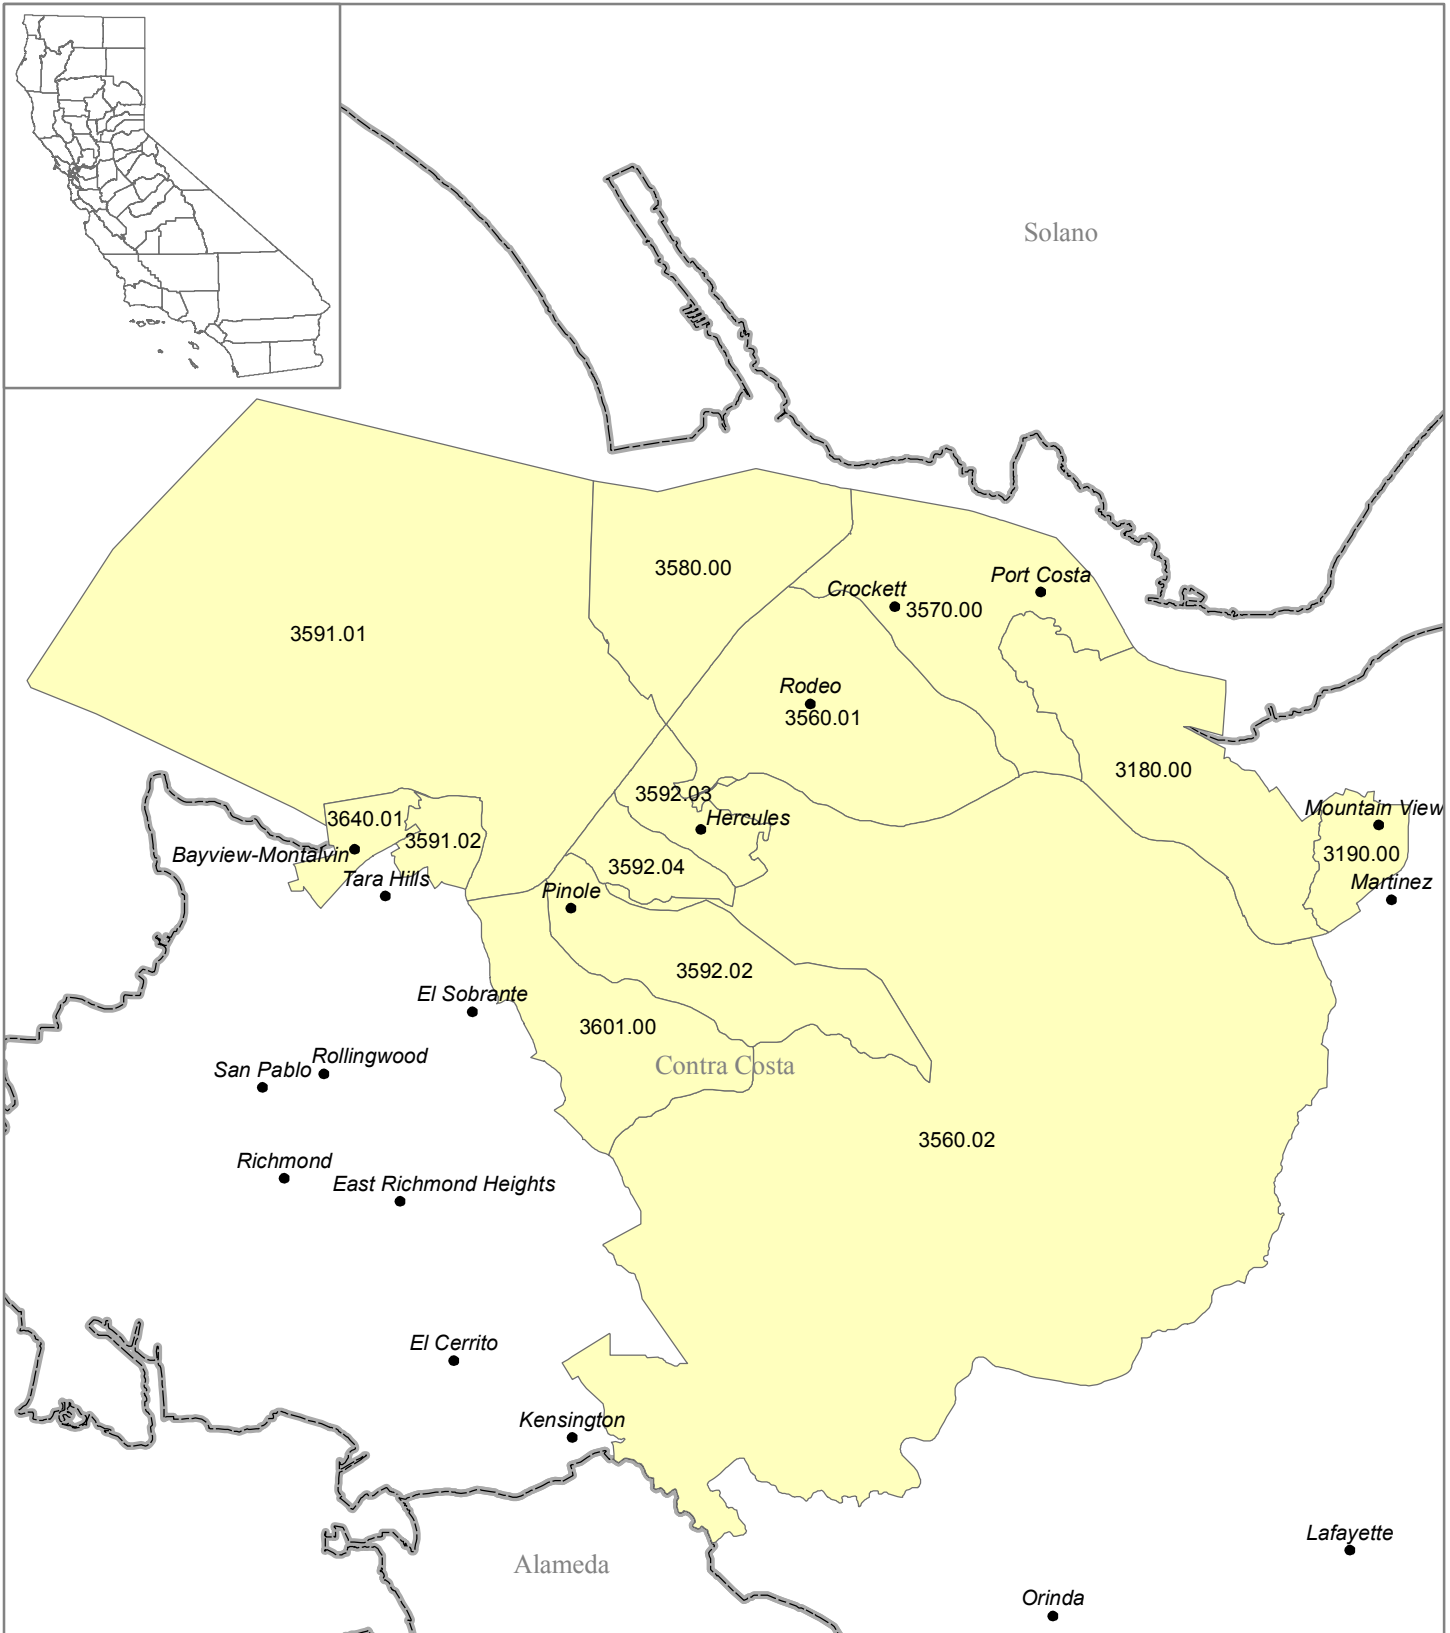 Solano
3580.00
Port Costa
Crockett
3570.00
3591.01
Rodeo
3560.01
3180.00
3592.03
Mountain View
3640.01
Hercules
3591.02
Bayview-Montalvin
3190.00
3592.04
Tara Hills
Martinez
Pinole
3592.02
El Sobrante
3601.00
Rollingwood
Contra Costa
San Pablo
3560.02
Richmond
East Richmond Heights
El Cerrito
Kensington
Lafayette
Alameda
Orinda